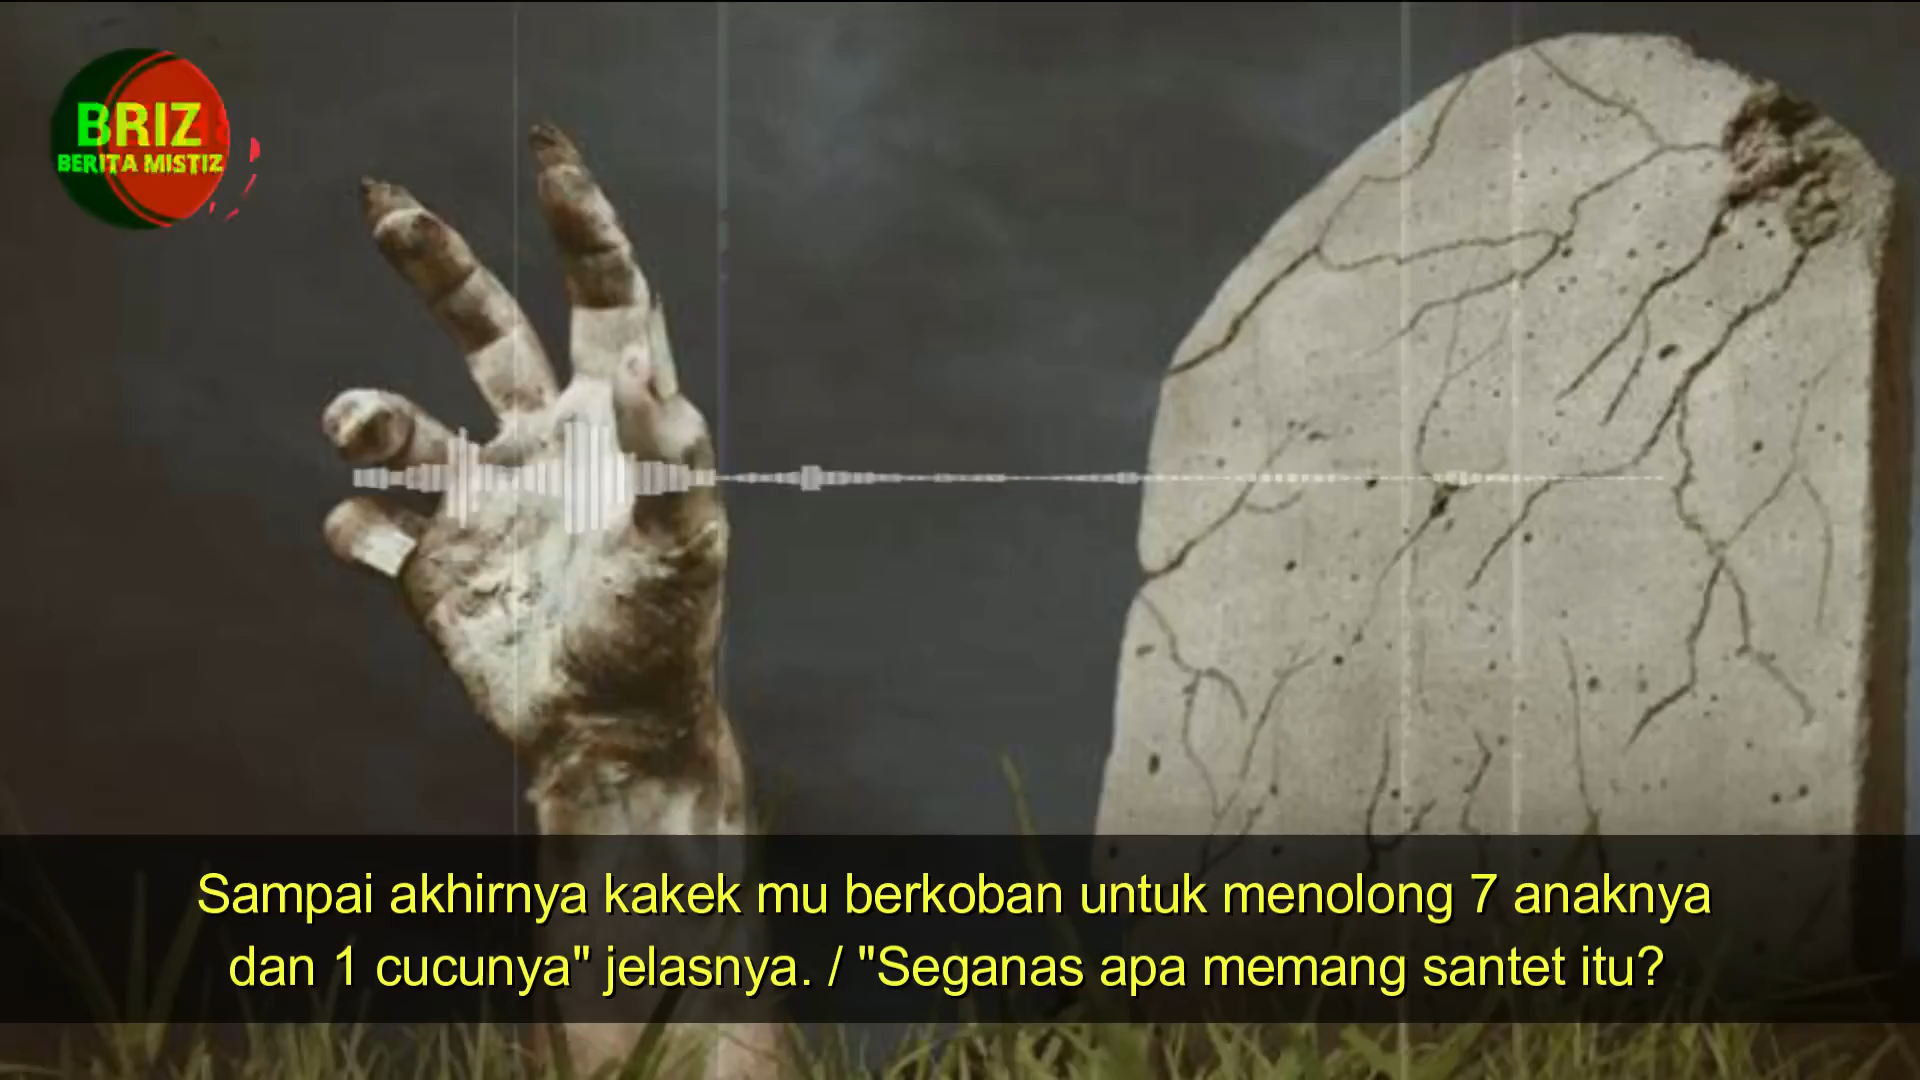 BRIZ
BERITA MISTIZ
Sampai akhirnya kakek mu berkoban untuk menolong 7 anaknya
dan 1 cucunya" jelasnya. / "Seganas apa memang santet itu?